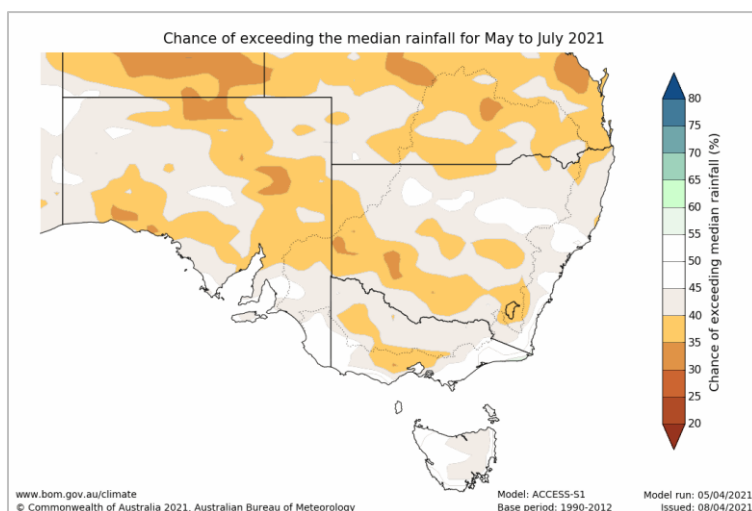 Chance of exceeding the median rainfall for May to July 2021
80
75
70
65
60
55
50
45
40
35
30
25
20
Chance of exceeding median rainfall (%)
www.bom.gov.au/climate
© Commonwealth of Australia 2021, Australian Bureau of Meteorology
Model: ACCESS-S1
Base period: 1990-2012
Model run: 05/04/2021
Issued: 08/04/2021